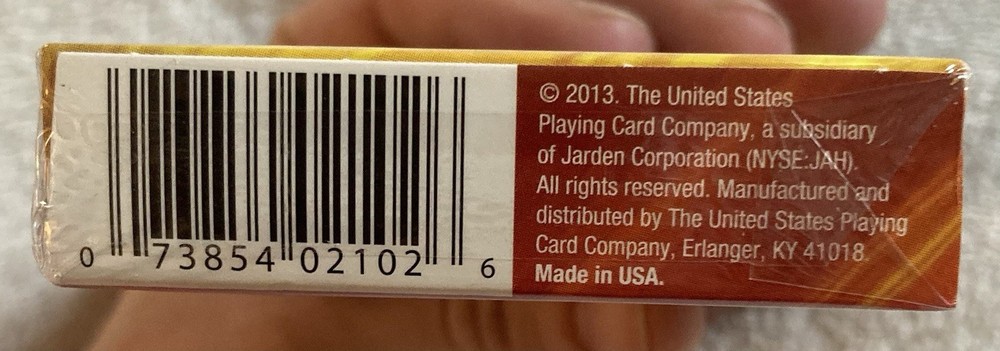 0 73854 02102 6
© 2013. The United States
Playing Card Company, a subsidiary
of Jarden Corporation (NYSE:JAH).
All rights reserved. Manufactured and
distributed by The United States Playing
Card Company, Erlanger, KY 41018.
Made in USA.